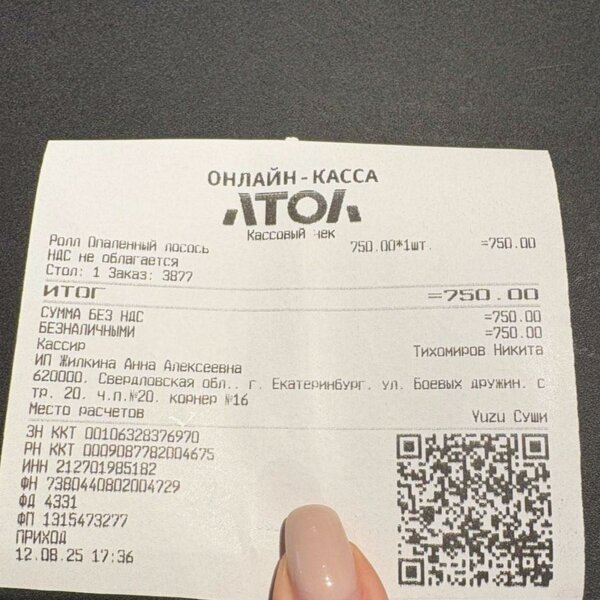 ОНЛАЙН-КАССА
АТОЛ
Кассовый чек
Ролл Опаленный лосось 750.00*1шт. =750.00
НДС не облагается
Стол: 1 Заказ: 3877
ИТОГ =750.00
СУММА БЕЗ НДС =750.00
БЕЗНАЛИЧНЫМИ =750.00
Кассир Тихомиров Никита
ИП Жилкина Анна Алексеевна
620000, Свердловская обл., г. Екатеринбург, ул. Боевых дружин, с
тр. 20, ч.п.№20, корнер №16
Место расчетов Yuzu Суши
ЗН ККТ 00106328376970
РН ККТ 0009087782004675
ИНН 212701985182
ФН 7380440802004729
ФД 4331
ФП 1315473277
ПРИХОД
12.08.25 17:36